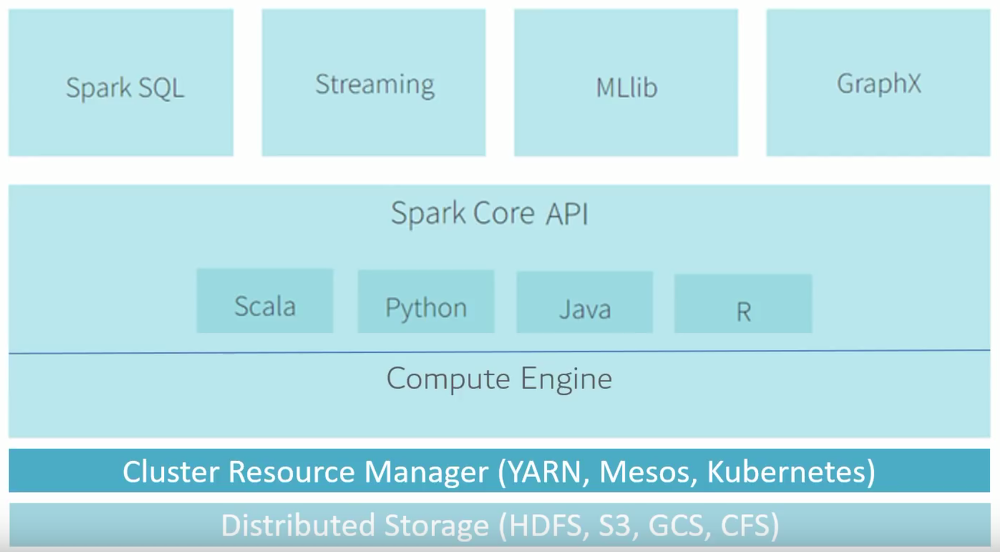 Spark SQL
Streaming
MLlib
GraphX
Spark Core API
Scala
Python
Java
R
Compute Engine
Cluster Resource Manager (YARN, Mesos, Kubernetes)
Distributed Storage (HDFS, S3, GCS, CFS)